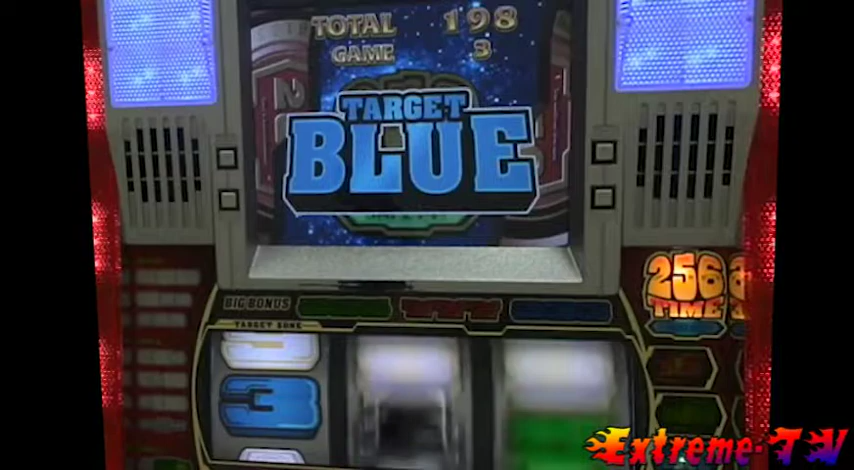 TOTAL 198
GAME 3
TARGET
BLUE
256
TIME
BIG BONUS
TARGET ZONE
3
Extreme-TV